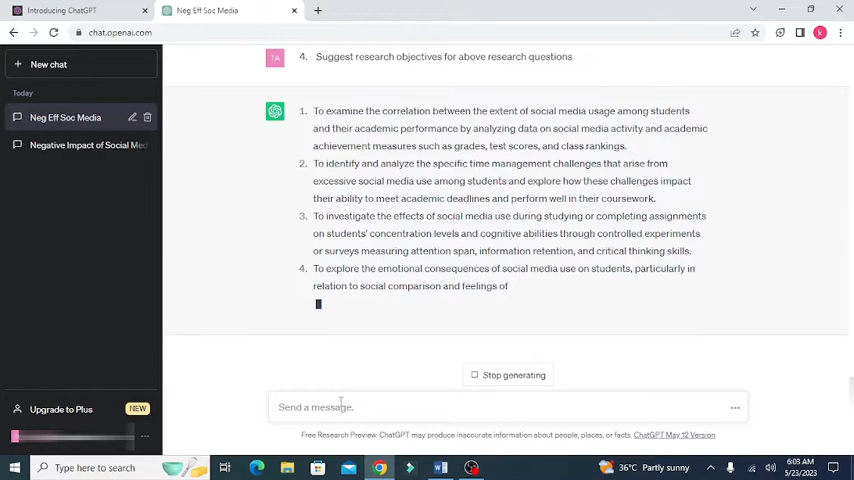 Introducing ChatGPT
Neg Eff Soc Media
chat.openai.com
K
New chat
Today
Neg Eff Soc Media
Negative Impact of Social Med
Upgrade to Plus
NEW
TA
4. Suggest research objectives for above research questions
1. To examine the correlation between the extent of social media usage among students
and their academic performance by analyzing data on social media activity and academic
achievement measures such as grades, test scores, and class rankings.
2. To identify and analyze the specific time management challenges that arise from
excessive social media use among students and explore how these challenges impact
their ability to meet academic deadlines and perform well in their coursework.
3. To investigate the effects of social media use during studying or completing assignments
on students' concentration levels and cognitive abilities through controlled experiments
or surveys measuring attention span, information retention, and critical thinking skills.
4. To explore the emotional consequences of social media use on students, particularly in
relation to social comparison and feelings of
Stop generating
Send a message.
Free Research Preview. ChatGPT may produce inaccurate information about people, places, or facts. ChatGPT May 12 Version
Type here to search
36°C Partly sunny
6:03 AM
5/23/2023